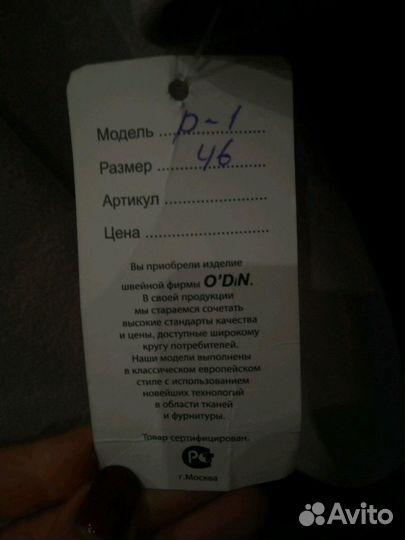 Модель р-1
Размер 46
Артикул
Цена
Вы приобрели изделие
швейной фирмы O'DiN.
В своей продукции
мы стараемся сочетать
высокие стандарты качества
и цены, доступные широкому
кругу потребителей.
Наши модели выполнены
в классическом европейском
стиле с использованием
новейших технологий
в области тканей
и фурнитуры.
Товар сертифицирован.
РС
г.Москва
Avito